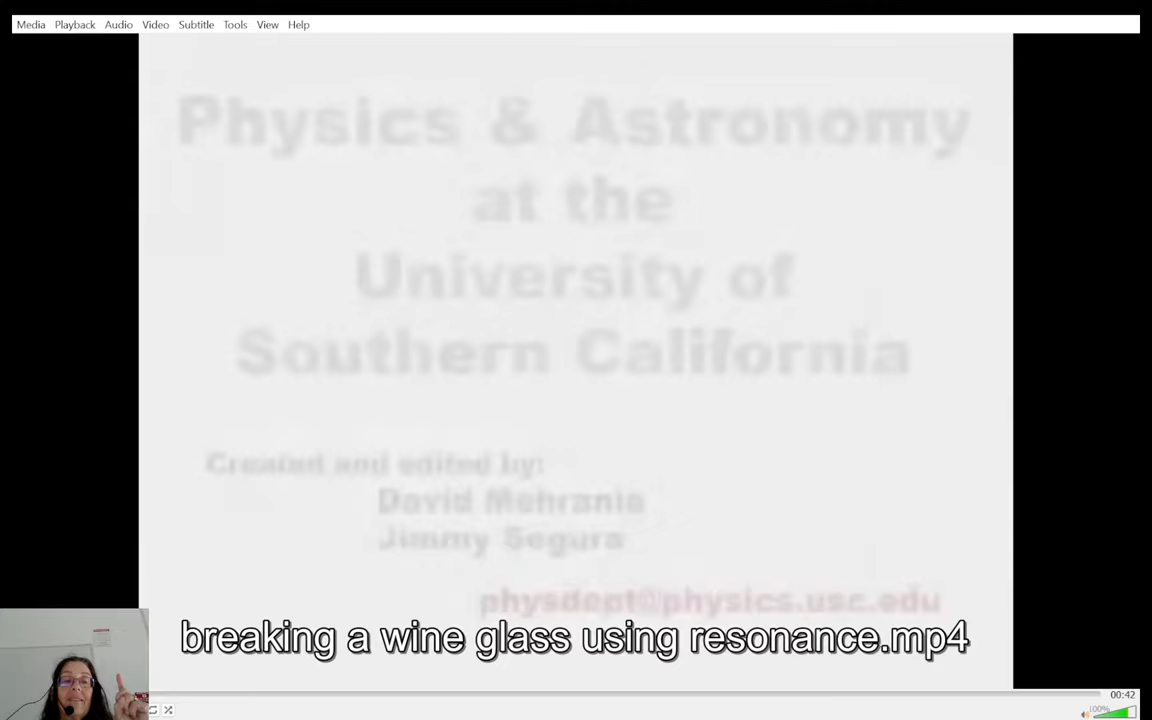 Media Playback Audio Video Subtitle Tools View Help
Physics & Astronomy
at the
University of
Southern California
Created and edited by:
David Mehrania
Jimmy Segura
physdept@physics.usc.edu
breaking a wine glass using resonance.mp4
00:42
100%